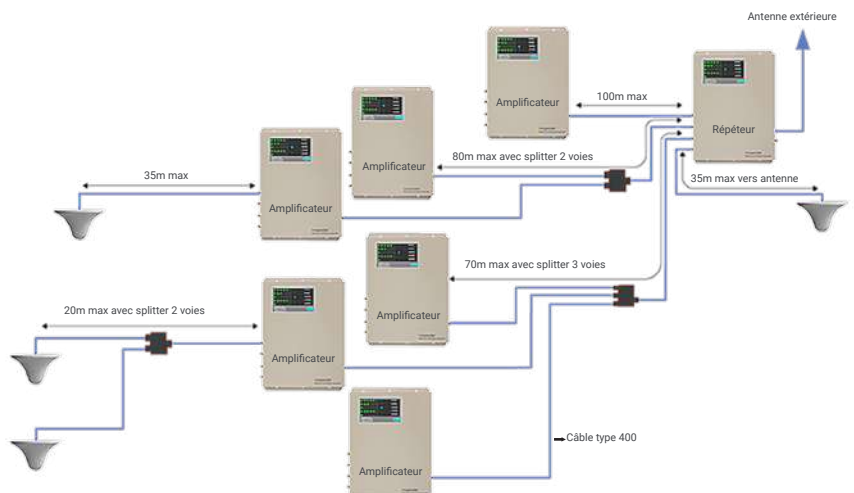 Antenne extérieure
Amplificateur
100m max
Répéteur
Amplificateur
80m max avec splitter 2 voies
35m max
35m max vers antenne
Amplificateur
70m max avec splitter 3 voies
20m max avec splitter 2 voies
Amplificateur
Amplificateur
Câble type 400
Amplificateur